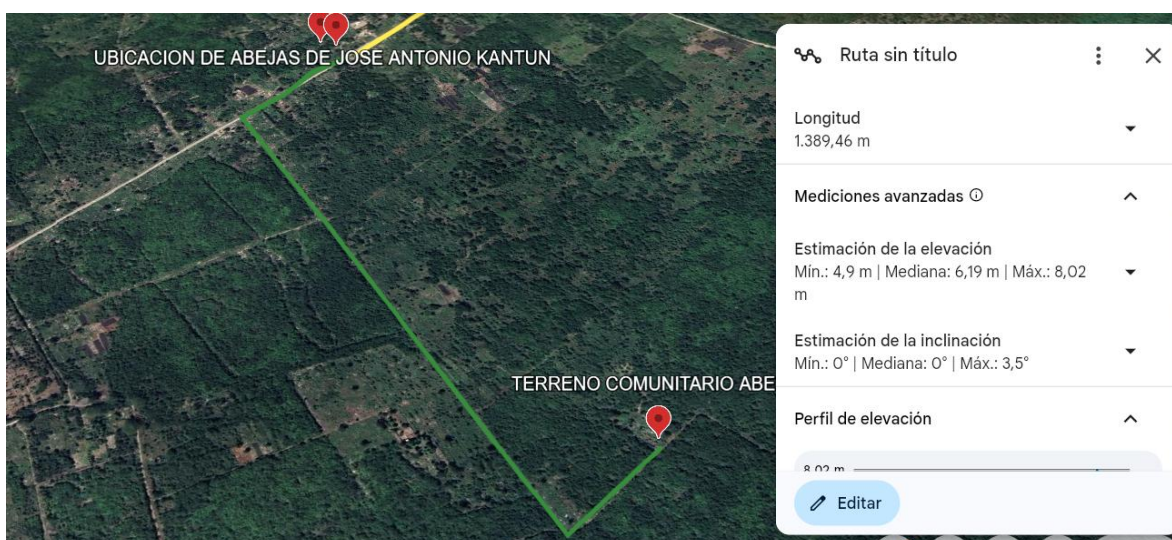 UBICACION DE ABEJAS DE JOSE ANTONIO KANTUN
TERRENO COMUNITARIO ABE
Ruta sin título
Longitud
1.389,46 m
Mediciones avanzadas
Estimación de la elevación
Mín.: 4,9 m | Mediana: 6,19 m | Máx.: 8,02
m
Estimación de la inclinación
Mín.: 0° | Mediana: 0° | Máx.: 3,5°
Perfil de elevación
8,02 m
Editar